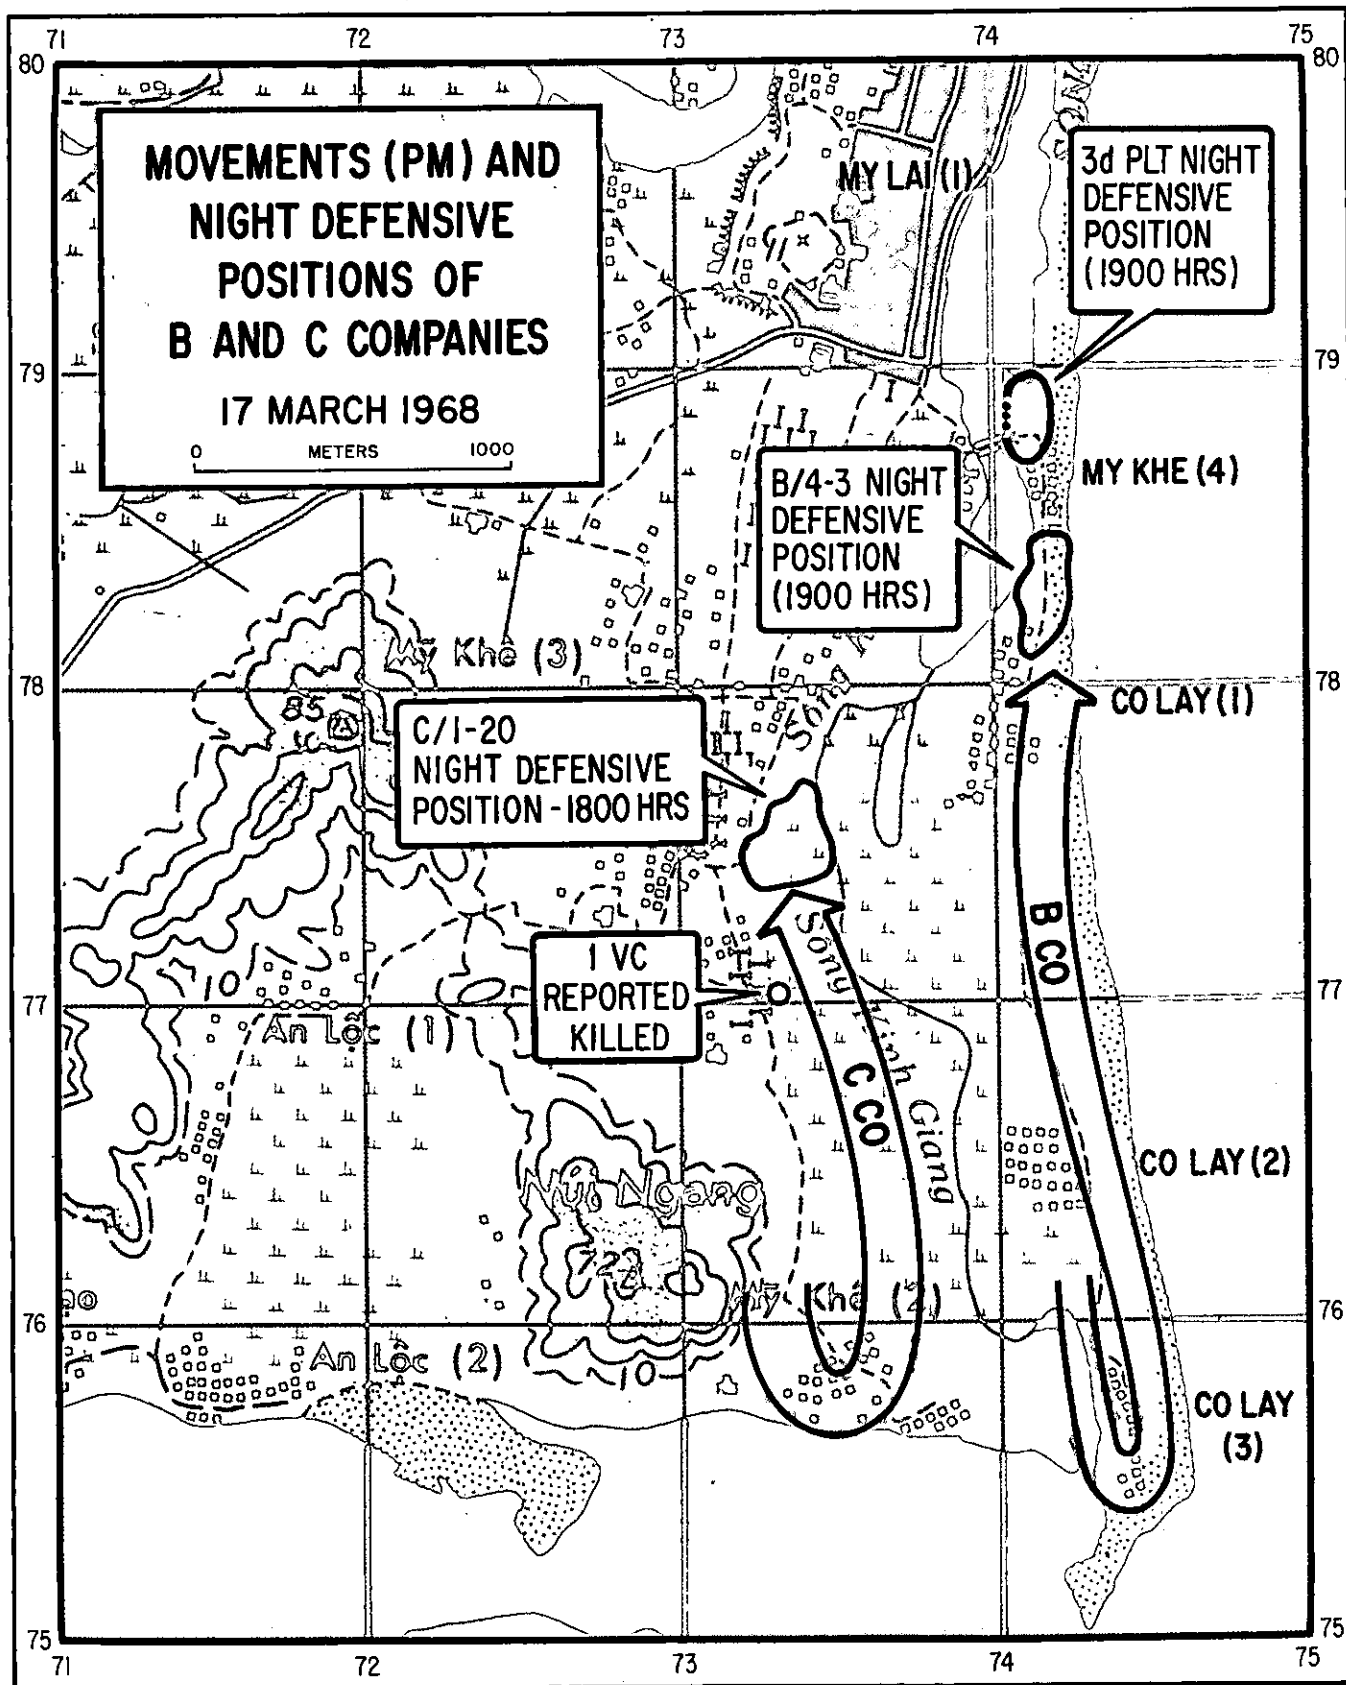 71 72 73 74 75
80 80
MOVEMENTS (PM) AND
NIGHT DEFENSIVE
POSITIONS OF
B AND C COMPANIES
17 MARCH 1968
0 METERS 1000
MY LAI (1)
3d PLT NIGHT
DEFENSIVE
POSITION
(1900 HRS)
79 79
MY KHE (4)
B/4-3 NIGHT
DEFENSIVE
POSITION
(1900 HRS)
Mỹ Khê (3)
78 78
85
CO LAY (1)
Sông
C/1-20
NIGHT DEFENSIVE
POSITION - 1800 HRS
B CO
10
1 VC
REPORTED
KILLED
77 77
An Lộc (1)
Sông Kinh Giang
C CO
CO LAY (2)
Núi Ngang
Mỹ Khê (2)
76 76
An Lộc (2)
10
CO LAY
(3)
75 75
71 72 73 74 75